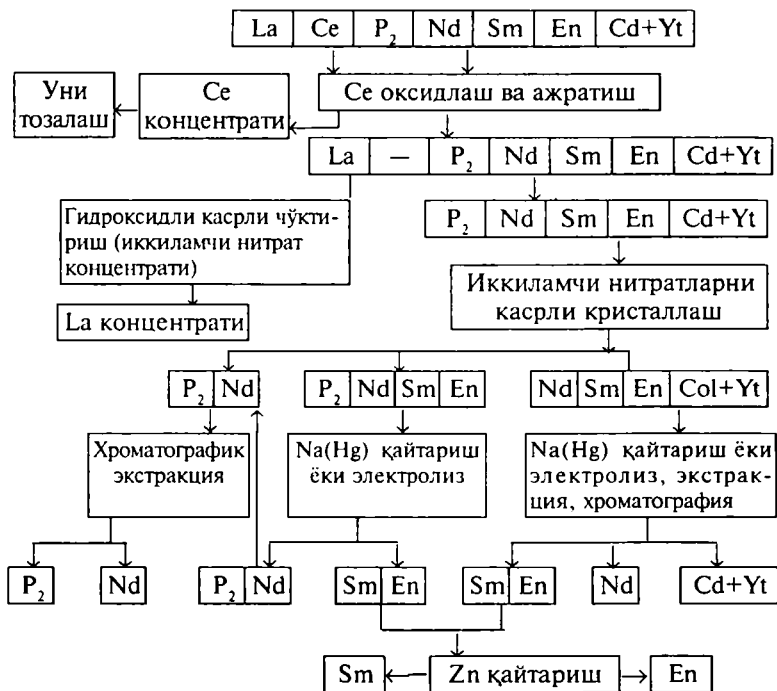 La Ce P₂ Nd Sm En Cd+Yt
Уни
тозалаш
Ce
концентрати
Ce оксидлаш ва ажратиш
La — P₂ Nd Sm En Cd+Yt
Гидроксидли касрли чўкти-
риш (иккиламчи нитрат
концентрати)
P₂ Nd Sm En Cd+Yt
La концентрати
Иккиламчи нитратларни
касрли кристаллаш
P₂ Nd
P₂ Nd Sm En
Nd Sm En Col+Yt
Хроматографик
экстракция
Na(Hg) қайтариш
ёки электролиз
Na(Hg) қайтариш ёки
электролиз, экстрак-
ция, хроматография
P₂
Nd
P₂ Nd
Sm En
Sm En
Nd
Cd+Yt
Sm
Zn қайтариш
En